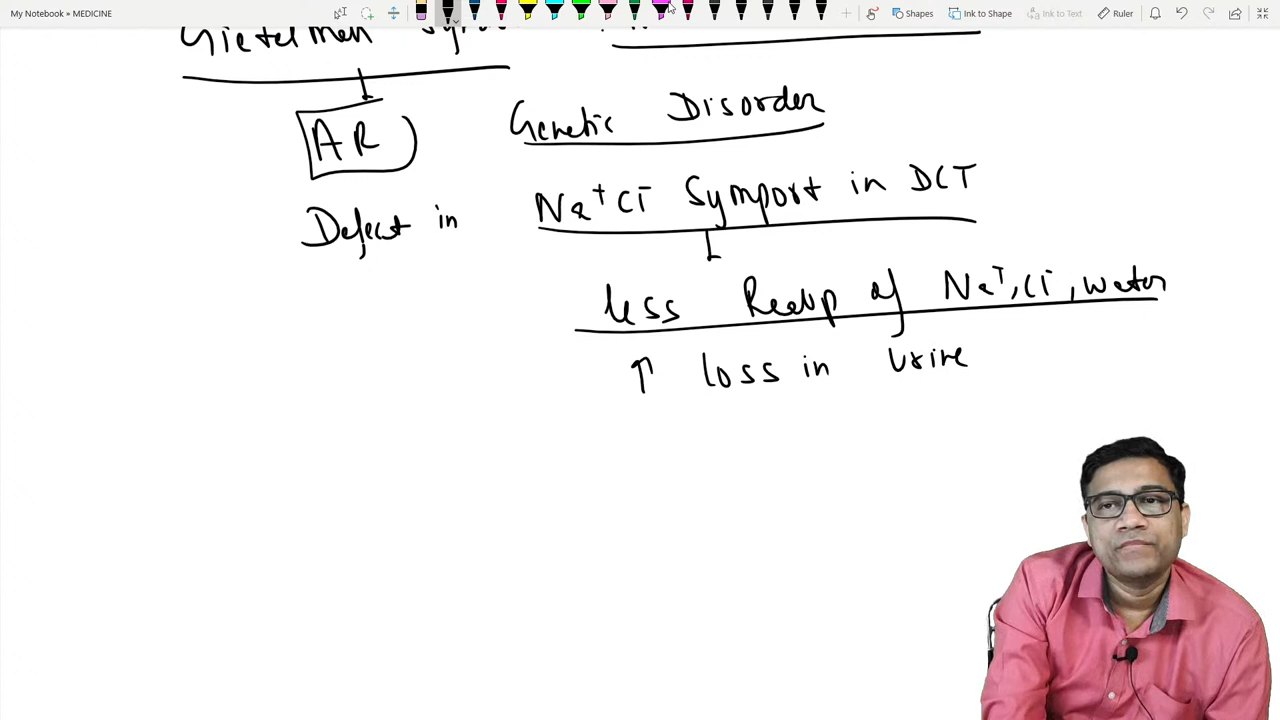 My Notebook » MEDICINE
Shapes Ink to Shape Ink to Text Ruler
Gietelman
AR Genetic Disorder
Defect in Na⁺Cl⁻ Symport in DCT
less Reabp of Na⁺, Cl⁻, water
↑ loss in urine